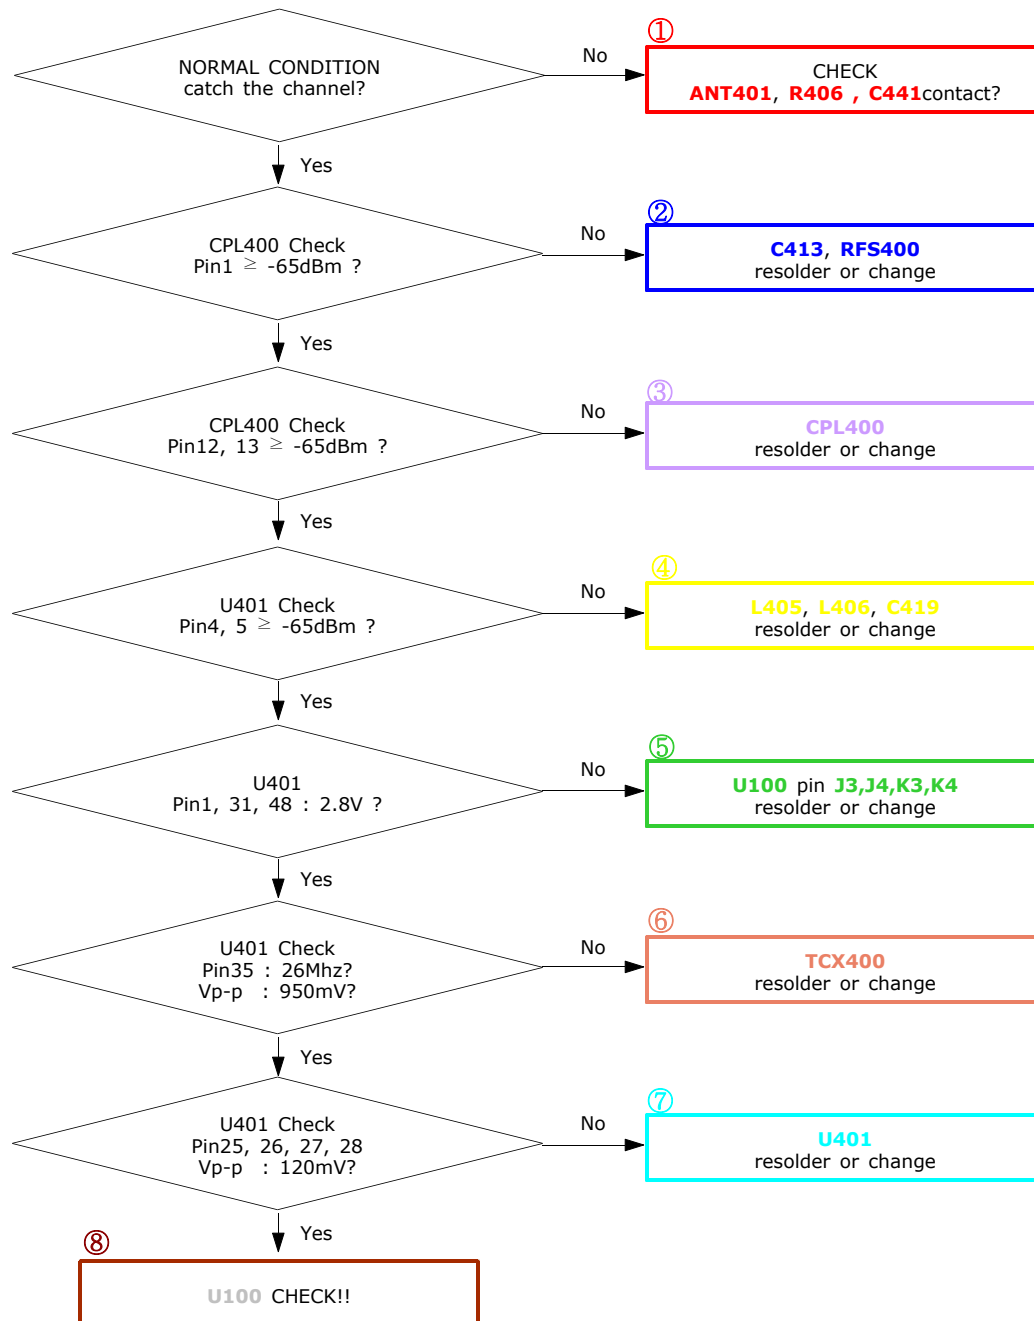 ①
NORMAL CONDITION
catch the channel?
No
CHECK
ANT401, R406 , C441contact?
Yes
②
CPL400 Check
Pin1 ≥ -65dBm ?
No
C413, RFS400
resolder or change
Yes
③
CPL400 Check
Pin12, 13 ≥ -65dBm ?
No
CPL400
resolder or change
Yes
④
U401 Check
Pin4, 5 ≥ -65dBm ?
No
L405, L406, C419
resolder or change
Yes
⑤
U401
Pin1, 31, 48 : 2.8V ?
No
U100 pin J3,J4,K3,K4
resolder or change
Yes
⑥
U401 Check
Pin35 : 26Mhz?
Vp-p : 950mV?
No
TCX400
resolder or change
Yes
⑦
U401 Check
Pin25, 26, 27, 28
Vp-p : 120mV?
No
U401
resolder or change
Yes
⑧
U100 CHECK!!